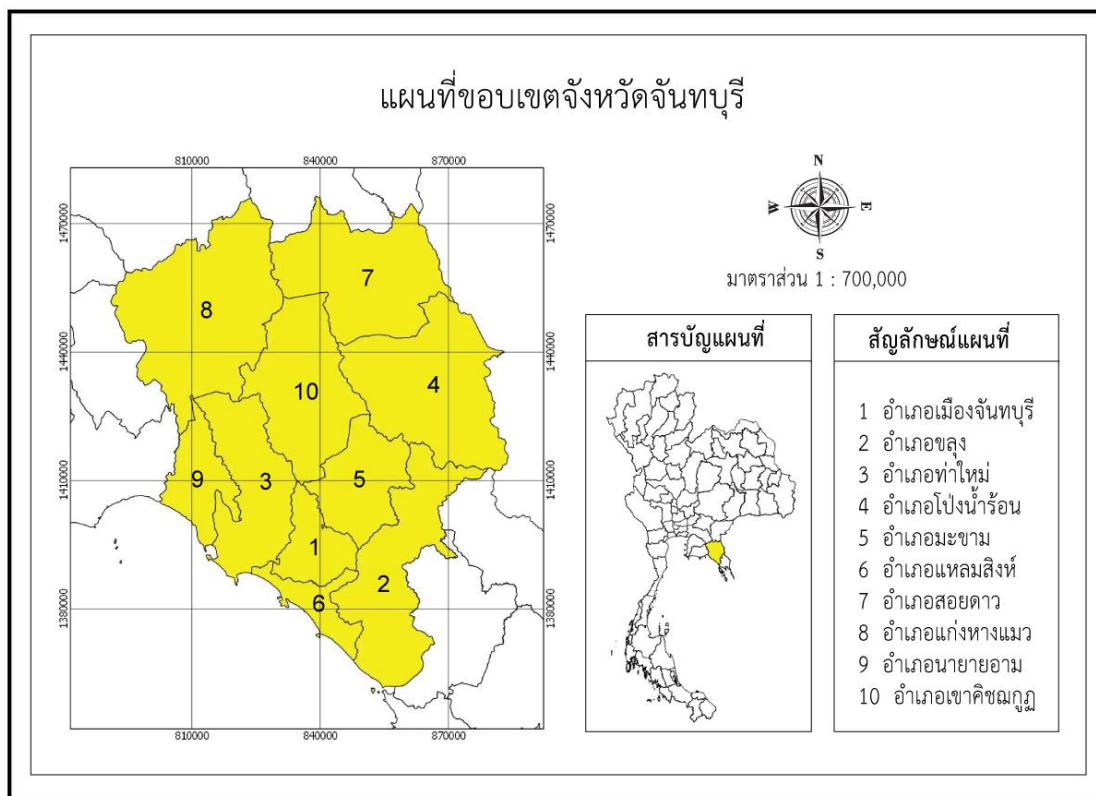 แผนที่ขอบเขตจังหวัดจันทบุรี
810000 840000 870000
1470000 1470000
1440000 1440000
1410000 1410000
1380000 1380000
810000 840000 870000
8
7
10
4
9
3
5
1
2
6
N
W E
S
มาตราส่วน 1 : 700,000
สารบัญแผนที่
สัญลักษณ์แผนที่
1 อำเภอเมืองจันทบุรี
2 อำเภอขลุง
3 อำเภอท่าใหม่
4 อำเภอโป่งน้ำร้อน
5 อำเภอมะขาม
6 อำเภอแหลมสิงห์
7 อำเภอสอยดาว
8 อำเภอแก่งหางแมว
9 อำเภอนายายอาม
10 อำเภอเขาคิชฌกูฏ